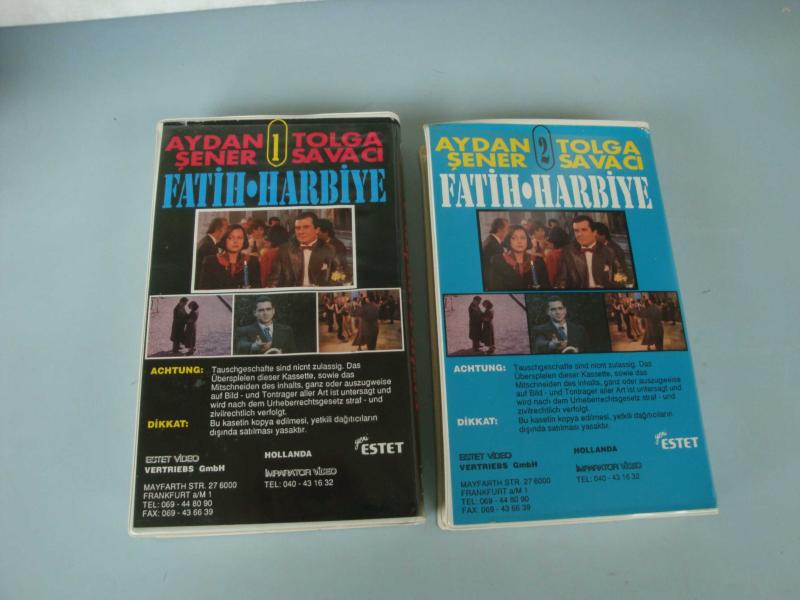 AYDAN 1 TOLGA
ŞENER SAVACI
FATİH•HARBİYE
ACHTUNG: Tauschgeschafte sind nicnt zulassig. Das
Überspielen dieser Kassette, sowie das
Mitschneiden des inhalts, ganz oder auszugweise
auf Bild - und Tontrager aller Art ist untersagt und
wird nach dem Urheberrechtsgesetz straf - und
zivilrechtlich verfolgt.
DİKKAT: Bu kasetin kopya edilmesi, yetkili dağıtıcıların
dışında satılması yasaktır.
yeni ESTET
ESTET VİDEO
VERTRIEBS GmbH
MAYFARTH STR. 27 6000
FRANKFURT a/M 1
TEL: 069 - 44 80 90
FAX: 069 - 43 66 39
HOLLANDA
İMPARATOR VİDEO
TEL: 040 - 43 16 32
AYDAN 2 TOLGA
ŞENER SAVACI
FATİH•HARBİYE
ACHTUNG: Tauschgeschafte sind nicnt zulassig. Das
Überspielen dieser Kassette, sowie das
Mitschneiden des inhalts, ganz oder auszugweise
auf Bild - und Tontrager aller Art ist untersagt und
wird nach dem Urheberrechtsgesetz straf - und
zivilrechtlich verfolgt.
DİKKAT: Bu kasetin kopya edilmesi, yetkili dağıtıcıların
dışında satılması yasaktır.
yeni ESTET
ESTET VİDEO
VERTRIEBS GmbH
MAYFARTH STR. 27 6000
FRANKFURT a/M 1
TEL: 069 - 44 80 90
FAX: 069 - 43 66 39
HOLLANDA
İMPARATOR VİDEO
TEL: 040 - 43 16 32